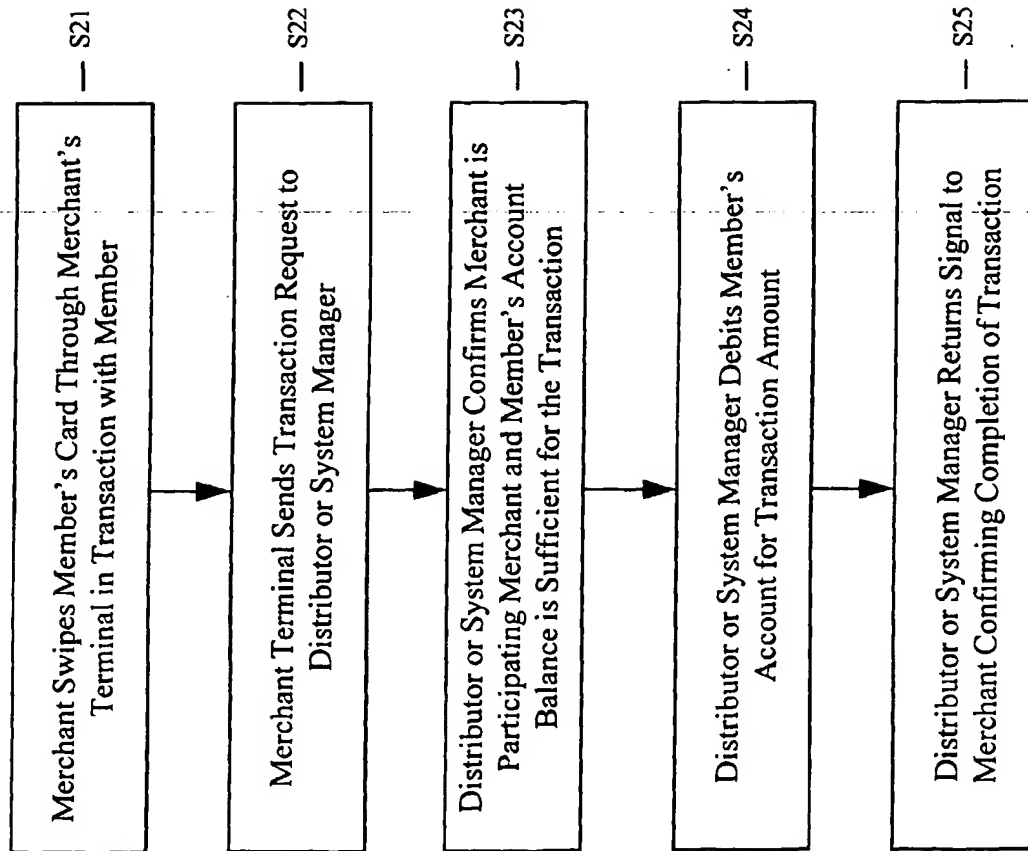 Merchant Swipes Member's Card Through Merchant's
Terminal in Transaction with Member
S21
Merchant Terminal Sends Transaction Request to
Distributor or System Manager
S22
Distributor or System Manager Confirms Merchant is
Participating Merchant and Member's Account
Balance is Sufficient for the Transaction
S23
Distributor or System Manager Debits Member's
Account for Transaction Amount
S24
Distributor or System Manager Returns Signal to
Merchant Confirming Completion of Transaction
S25